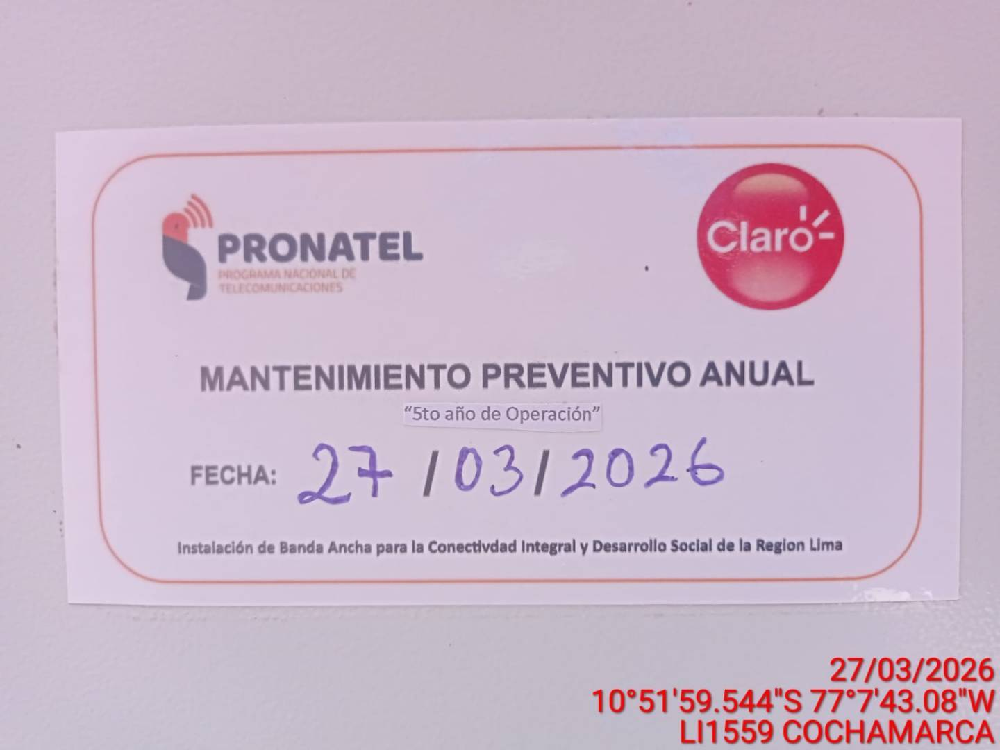 PRONATEL
PROGRAMA NACIONAL DE
TELECOMUNICACIONES
Claro
MANTENIMIENTO PREVENTIVO ANUAL
“5to año de Operación”
FECHA: 27/03/2026
Instalación de Banda Ancha para la Conectivdad Integral y Desarrollo Social de la Region Lima
27/03/2026
10°51'59.544"S 77°7'43.08"W
LI1559 COCHAMARCA